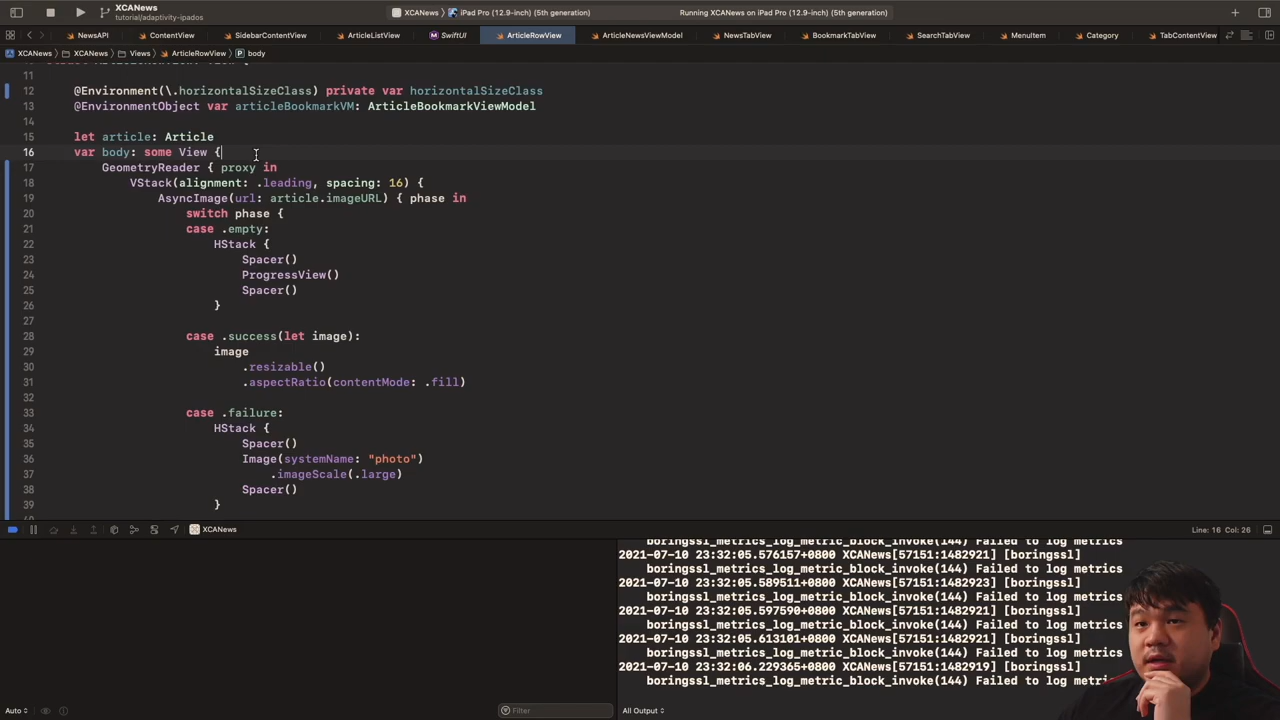 XCANews
tutorial/adaptivity-ipados
XCANews
iPad Pro (12.9-inch) (5th generation)
Running XCANews on iPad Pro (12.9-inch) (5th generation)
NewsAPI
ContentView
SidebarContentView
ArticleListView
SwiftUI
ArticleRowView
ArticleNewsViewModel
NewsTabView
BookmarkTabView
SearchTabView
MenuItem
Category
TabContentView
XCANews
XCANews
Views
ArticleRowView
body
11
12 @Environment(\.horizontalSizeClass) private var horizontalSizeClass
13 @EnvironmentObject var articleBookmarkVM: ArticleBookmarkViewModel
14
15 let article: Article
16 var body: some View {
17 GeometryReader { proxy in
18 VStack(alignment: .leading, spacing: 16) {
19 AsyncImage(url: article.imageURL) { phase in
20 switch phase {
21 case .empty:
22 HStack {
23 Spacer()
24 ProgressView()
25 Spacer()
26 }
27
28 case .success(let image):
29 image
30 .resizable()
31 .aspectRatio(contentMode: .fill)
32
33 case .failure:
34 HStack {
35 Spacer()
36 Image(systemName: "photo")
37 .imageScale(.large)
38 Spacer()
39 }
XCANews
Line: 16 Col: 26
boringssl_metrics_log_metric_block_invoke(144) Failed to log metrics
2021-07-10 23:32:05.576157+0800 XCANews[57151:1482921] [boringssl]
boringssl_metrics_log_metric_block_invoke(144) Failed to log metrics
2021-07-10 23:32:05.589511+0800 XCANews[57151:1482923] [boringssl]
boringssl_metrics_log_metric_block_invoke(144) Failed to log metrics
2021-07-10 23:32:05.597590+0800 XCANews[57151:1482921] [boringssl]
boringssl_metrics_log_metric_block_invoke(144) Failed to log metrics
2021-07-10 23:32:05.613101+0800 XCANews[57151:1482921] [boringssl]
boringssl_metrics_log_metric_block_invoke(144) Failed to log metrics
2021-07-10 23:32:06.229365+0800 XCANews[57151:1482919] [boringssl]
boringssl_metrics_log_metric_block_invoke(144) Failed to log
Auto
Filter
All Output